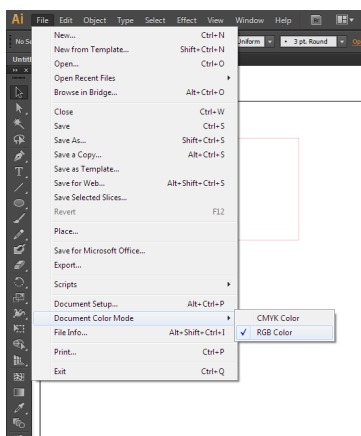 Ai File Edit Object Type Select Effect View Window Help Br
No Se Uniform 3 pt. Round Op
Untitl
New... Ctrl+N
New from Template... Shift+Ctrl+N
Open... Ctrl+O
Open Recent Files
Browse in Bridge... Alt+Ctrl+O
Close Ctrl+W
Save Ctrl+S
Save As... Shift+Ctrl+S
Save a Copy... Alt+Ctrl+S
Save as Template...
Save for Web... Alt+Shift+Ctrl+S
Save Selected Slices...
Revert F12
Place...
Save for Microsoft Office...
Export...
Scripts
Document Setup... Alt+Ctrl+P
Document Color Mode
CMYK Color
RGB Color
File Info... Alt+Shift+Ctrl+I
Print... Ctrl+P
Exit Ctrl+Q